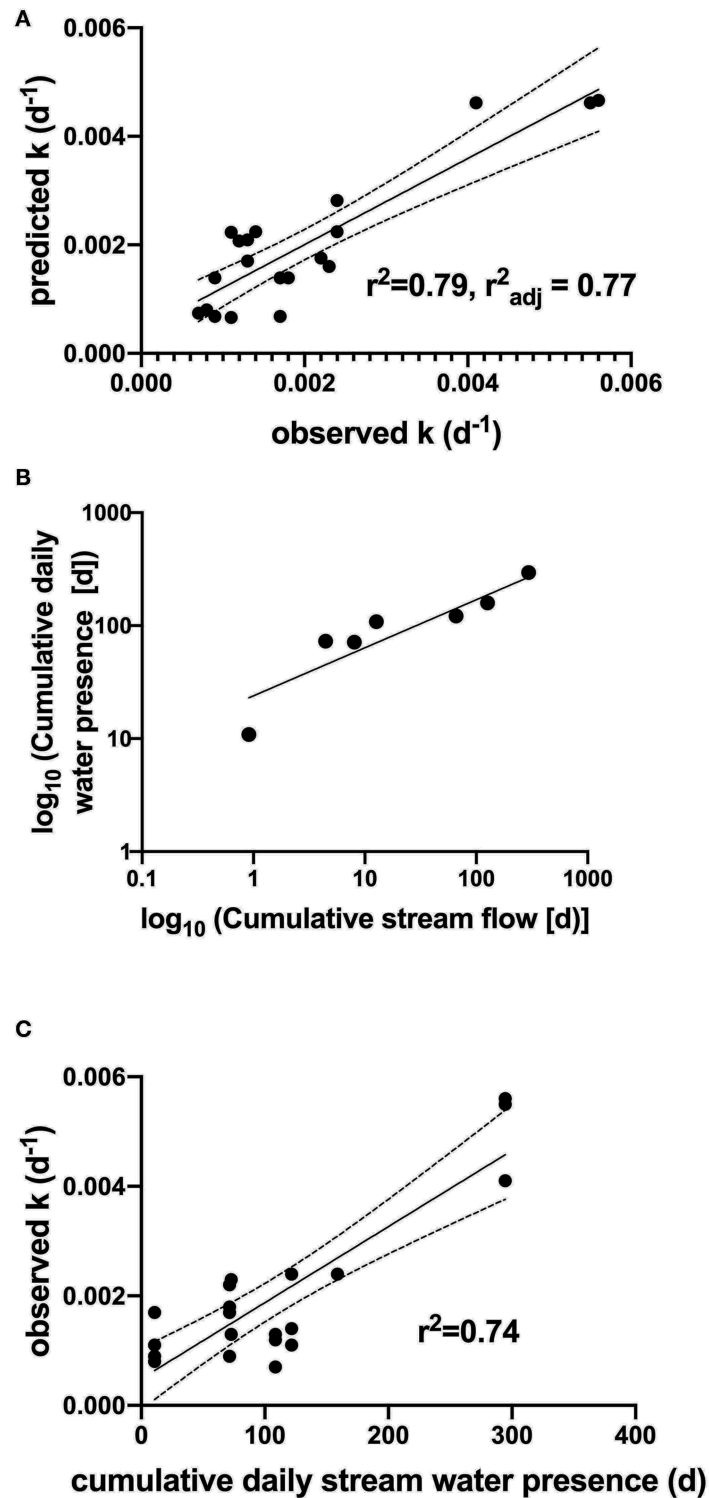 A
0.006
0.004
0.002
0.000
predicted k (d-1)
r2=0.79, r2adj = 0.77
0.000 0.002 0.004 0.006
observed k (d-1)
B
1000
100
10
1
log10 (Cumulative daily
water presence [d])
0.1 1 10 100 1000
log10 (Cumulative stream flow [d)]
C
0.006
0.004
0.002
0.000
observed k (d-1)
r2=0.74
0 100 200 300 400
cumulative daily stream water presence (d)